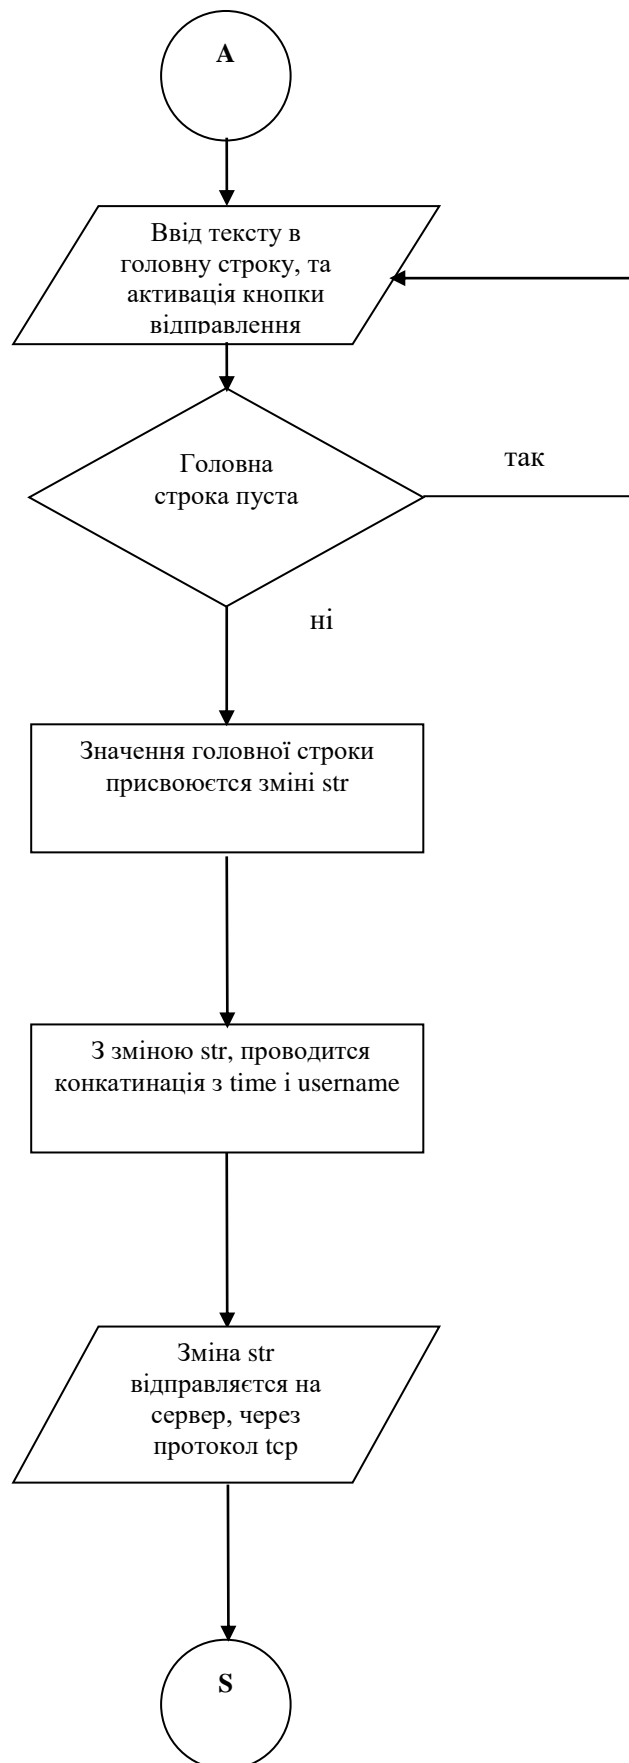 А
Ввід тексту в
головну строку, та
активація кнопки
відправлення
Головна
строка пуста
так
ні
Значення головної строки
присвоюєтся зміні str
З зміною str, проводится
конкатинація з time і username
Зміна str
відправляєтся на
сервер, через
протокол tcp
S